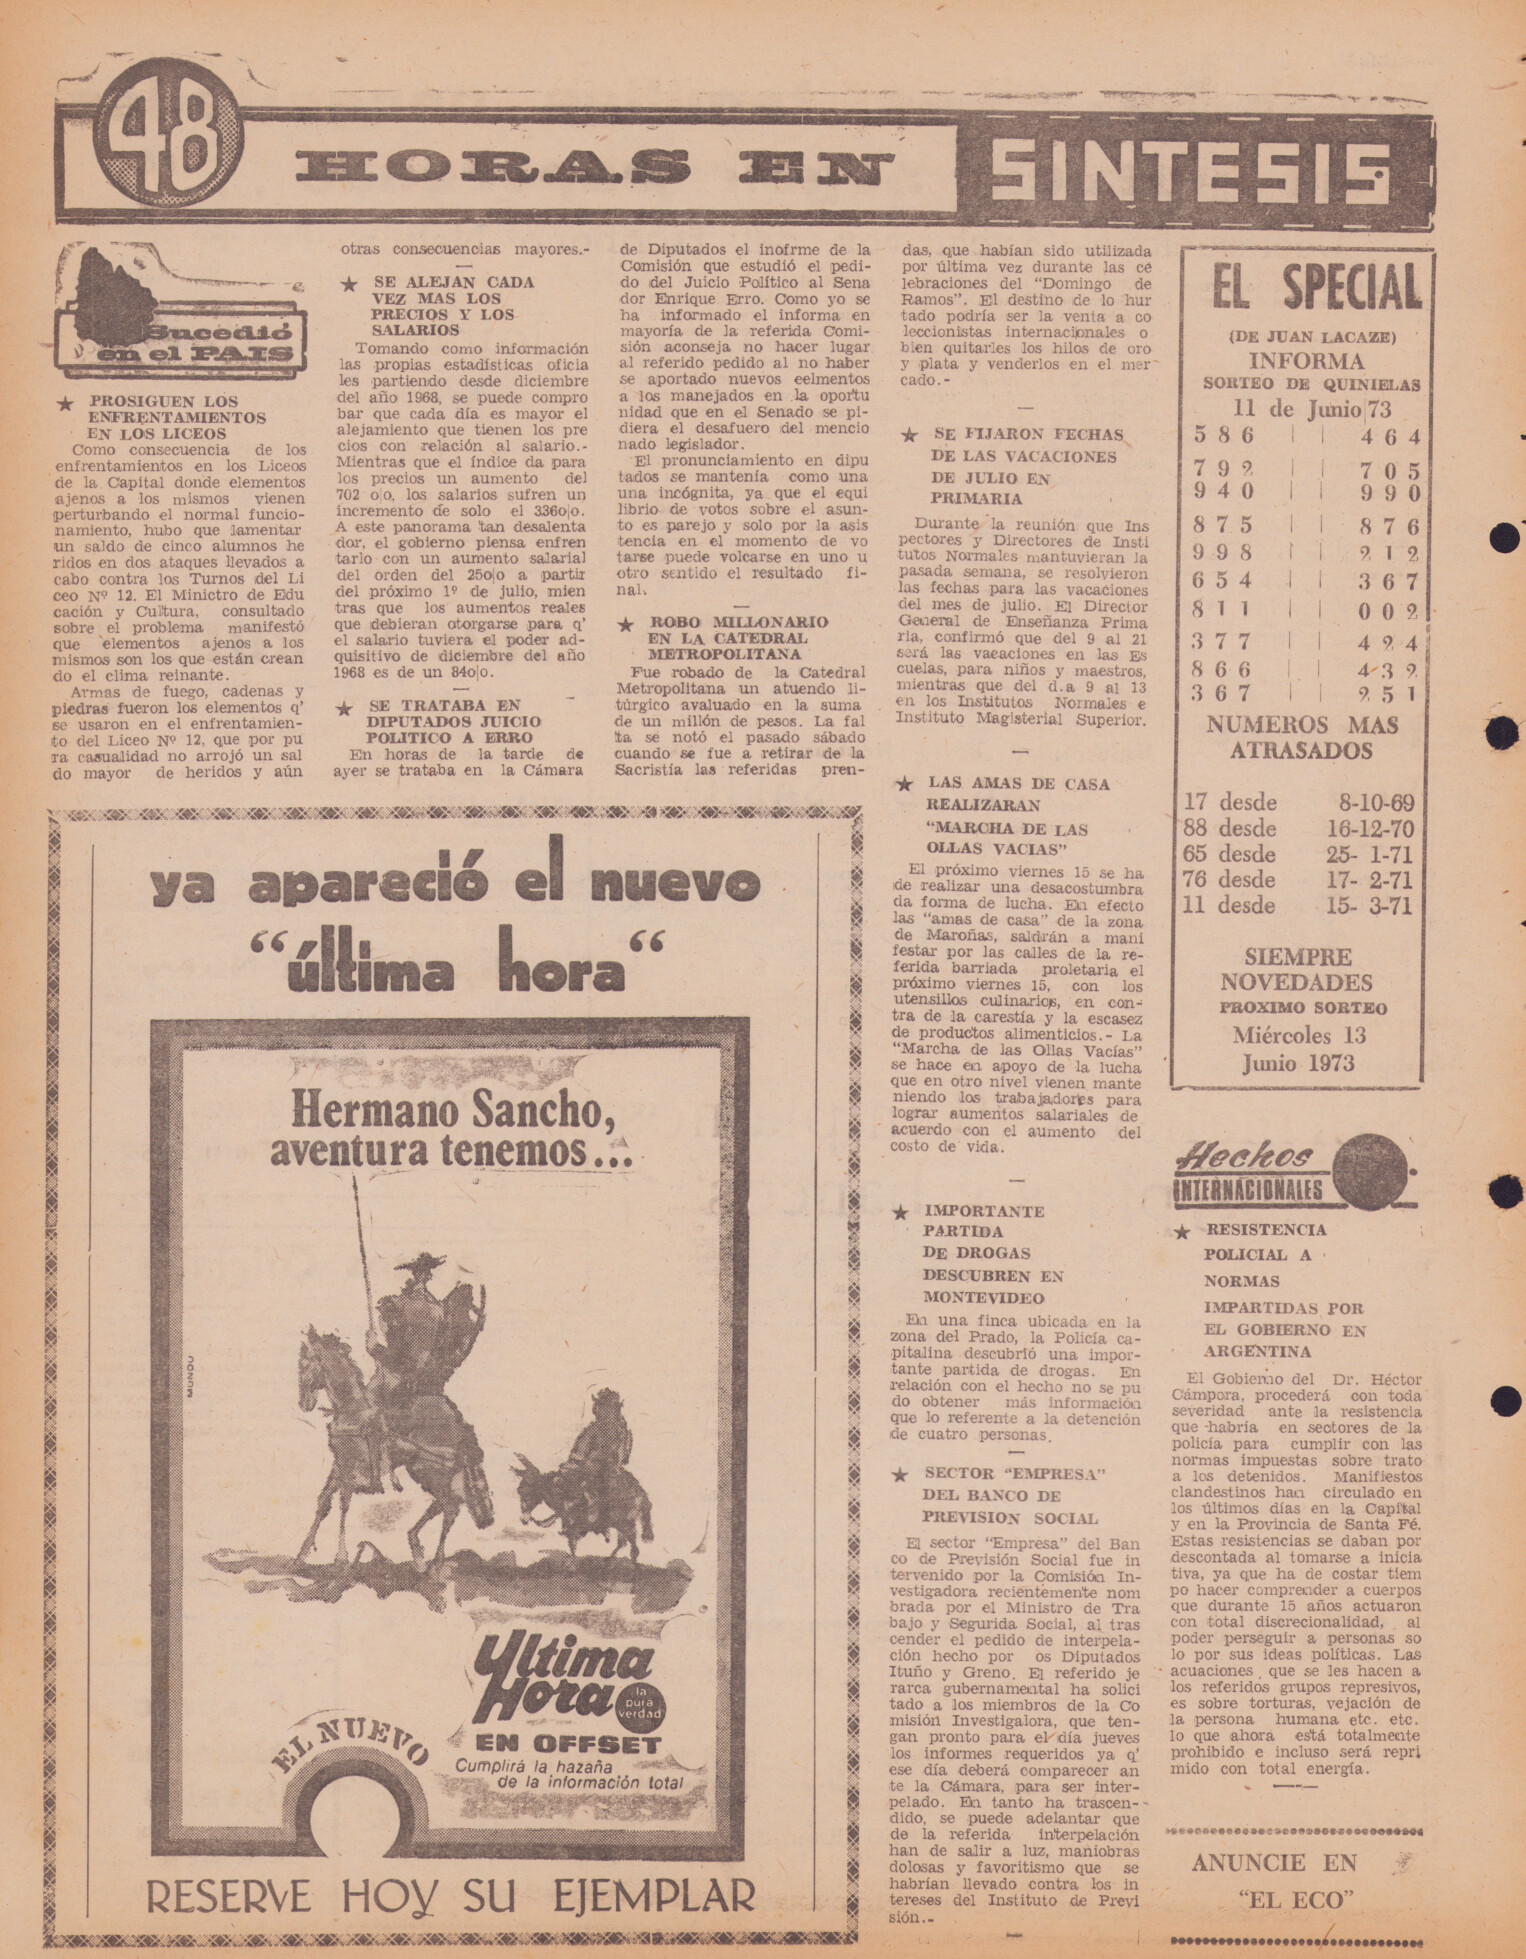 48 HORAS EN SINTESIS.
Sucedió
en el PAIS
★ PROSIGUEN LOS
ENFRENTAMIENTOS
EN LOS LICEOS
Como consecuencia de los
enfrentamientos en los Liceos
de la Capital donde elementos
ajenos a los mismos vienen
perturbando el normal funcio-
namiento, hubo que lamentar
un saldo de cinco alumnos he
ridos en dos ataques llevados a
cabo contra los Turnos del Li
ceo Nº 12. El Minictro de Edu
cación y Cultura, consultado
sobre el problema manifestó
que elementos ajenos a los
mismos son los que están crean
do el clima reinante.
Armas de fuego, cadenas y
piedras fueron los elementos q'
se usaron en el enfrentamien-
to del Liceo Nº 12, que por pu
ra casualidad no arrojó un sal
do mayor de heridos y aún
otras consecuencias mayores.-
—
★ SE ALEJAN CADA
VEZ MAS LOS
PRECIOS Y LOS
SALARIOS
Tomando como información
las propias estadísticas oficia
les partiendo desde diciembre
del año 1968, se puede compro
bar que cada día es mayor el
alejamiento que tienen los pre
cios con relación al salario.-
Mientras que el índice da para
los precios un aumento del
702 o|o, los salarios sufren un
incremento de solo el 336o|o.
A este panorama tan desalenta
dor, el gobierno piensa enfren
tarlo con un aumento salarial
del orden del 25o|o a partir
del próximo 1º de julio, mien
tras que los aumentos reales
que debieran otorgarse para q'
el salario tuviera el poder ad-
quisitivo de diciembre del año
1968 es de un 84o|o.
—
★ SE TRATABA EN
DIPUTADOS JUICIO
POLITICO A ERRO
En horas de la tarde de
ayer se trataba en la Cámara
de Diputados el inofrme de la
Comisión que estudió el pedi-
do del Juicio Político al Sena
dor Enrique Erro. Como yo se
ha informado el informa en
mayoría de la referida Comi-
sión aconseja no hacer lugar
al referido pedido al no haber
se aportado nuevos eelmentos
a los manejados en la oportu
nidad que en el Senado se pi-
diera el desafuero del mencio
nado legislador.
El pronunciamiento en dipu
tados se mantenía como una
una incógnita, ya que el equi
librio de votos sobre el asun-
to es parejo y solo por la asis
tencia en el momento de vo
tarse puede volcarse en uno u
otro sentido el resultado fi-
nal.
—
★ ROBO MILLONARIO
EN LA CATEDRAL
METROPOLITANA
Fue robado de la Catedral
Metropolitana un atuendo li-
túrgico avaluado en la suma
de un millón de pesos. La fal
ta se notó el pasado sábado
cuando se fue a retirar de la
Sacristía las referidas pren-
das, que habían sido utilizada
por última vez durante las ce
lebraciones del "Domingo de
Ramos". El destino de lo hur
tado podría ser la venta a co
leccionistas internacionales o
bien quitarles los hilos de oro
y plata y venderlos en el mer
cado.-
—
★ SE FIJARON FECHAS
DE LAS VACACIONES
DE JULIO EN
PRIMARIA
Durante la reunión que Ins
pectores y Directores de Insti
tutos Normales mantuvieran la
pasada semana, se resolvieron
las fechas para las vacaciones
del mes de julio. El Director
General de Enseñanza Prima
ria, confirmó que del 9 al 21
será las vacaciones en las Es
cuelas, para niños y maestros,
mientras que del d.a 9 al 13
en los Institutos Normales e
Instituto Magisterial Superior.
—
★ LAS AMAS DE CASA
REALIZARAN
"MARCHA DE LAS
OLLAS VACIAS"
El próximo viernes 15 se ha
de realizar una desacostumbra
da forma de lucha. En efecto
las "amas de casa" de la zona
de Maroñas, saldrán a mani
festar por las calles de la re-
ferida barriada proletaria el
próximo viernes 15, con los
utensillos culinarios, en con-
tra de la carestía y la escasez
de productos alimenticios.- La
"Marcha de las Ollas Vacías"
se hace en apoyo de la lucha
que en otro nivel vienen mante
niendo los trabajadores para
lograr aumentos salariales de
acuerdo con el aumento del
costo de vida.
—
★ IMPORTANTE
PARTIDA
DE DROGAS
DESCUBREN EN
MONTEVIDEO
En una finca ubicada en la
zona del Prado, la Policía ca-
pitalina descubrió una impor-
tante partida de drogas. En
relación con el hecho no se pu
do obtener más información
que lo referente a la detención
de cuatro personas.
—
★ SECTOR "EMPRESA"
DEL BANCO DE
PREVISION SOCIAL
El sector "Empresa" del Ban
co de Previsión Social fue in
tervenido por la Comisión In-
vestigadora recientemente nom
brada por el Ministro de Tra
bajo y Segurida Social, al tras
cender el pedido de interpela-
ción hecho por os Diputados
Ituño y Greno. El referido je
rarca gubernamental ha solici
tado a los miembros de la Co
misión Investigalora, que ten-
gan pronto para el día jueves
los informes requeridos ya q'
ese día deberá comparecer an
te la Cámara, para ser inter-
pelado. En tanto ha trascen-
dido, se puede adelantar que
de la referida interpelación
han de salir a luz, maniobras
dolosas y favoritismo que se
habrían llevado contra los in
tereses del Instituto de Previ
sión.-
—
EL SPECIAL
(DE JUAN LACAZE)
INFORMA
SORTEO DE QUINIELAS
11 de Junio|73
586 | | 464
792 | | 705
940 | | 990
875 | | 876
998 | | 212
654 | | 367
811 | | 002
377 | | 424
866 | | 432
367 | | 251
NUMEROS MAS
ATRASADOS
17 desde 8-10-69
88 desde 16-12-70
65 desde 25- 1-71
76 desde 17- 2-71
11 desde 15- 3-71
SIEMPRE
NOVEDADES
PROXIMO SORTEO
Miércoles 13
Junio 1973
Hechos
INTERNACIONALES
★ RESISTENCIA
POLICIAL A
NORMAS
IMPARTIDAS POR
EL GOBIERNO EN
ARGENTINA
El Gobierno del Dr. Héctor
Cámpora, procederá con toda
severidad ante la resistencia
que habría en sectores de la
policía para cumplir con las
normas impuestas sobre trato
a los detenidos. Manifiestos
clandestinos han circulado en
los últimos días en la Capital
y en la Provincia de Santa Fé.
Estas resistencias se daban por
descontada al tomarse a inicia
tiva, ya que ha de costar tiem
po hacer comprender a cuerpos
que durante 15 años actuaron
con total discrecionalidad, al
poder perseguir a personas so
lo por sus ideas políticas. Las
acuaciones que se les hacen a
los referidos grupos represivos,
es sobre torturas, vejación de
la persona humana etc. etc.
lo que ahora está totalmente
prohibido e incluso será repri
mido con total energía.
ANUNCIE EN
"EL ECO"
ya apareció el nuevo
"última hora"
Hermano Sancho,
aventura tenemos...
Ultima
Hora
la
pura
verdad
EN OFFSET
Cumplirá la hazaña
de la información total
EL NUEVO
RESERVE HOY SU EJEMPLAR